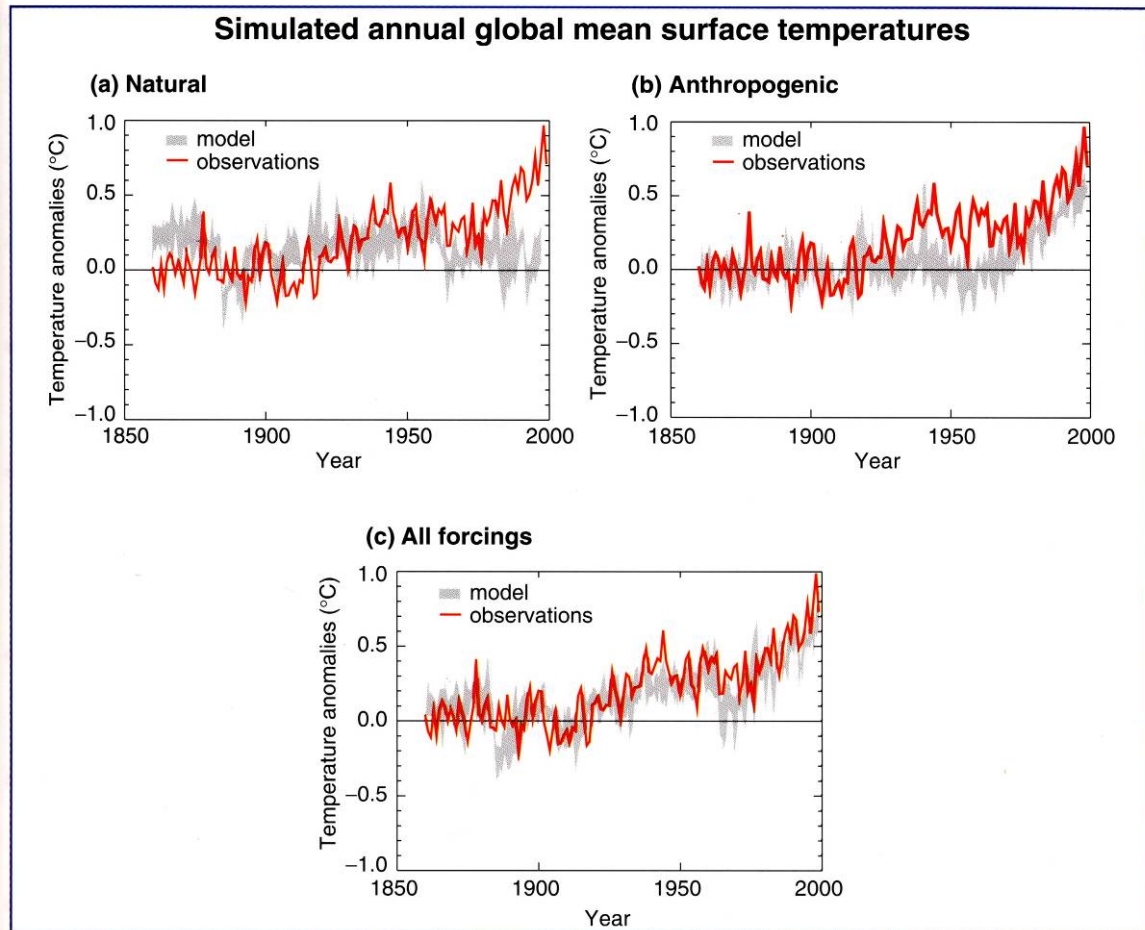 Simulated annual global mean surface temperatures
(a) Natural
1.0
0.5
0.0
−0.5
−1.0
Temperature anomalies (°C)
model
observations
1850
1900
1950
2000
Year
(b) Anthropogenic
1.0
0.5
0.0
−0.5
−1.0
Temperature anomalies (°C)
model
observations
1850
1900
1950
2000
Year
(c) All forcings
1.0
0.5
0.0
−0.5
−1.0
Temperature anomalies (°C)
model
observations
1850
1900
1950
2000
Year